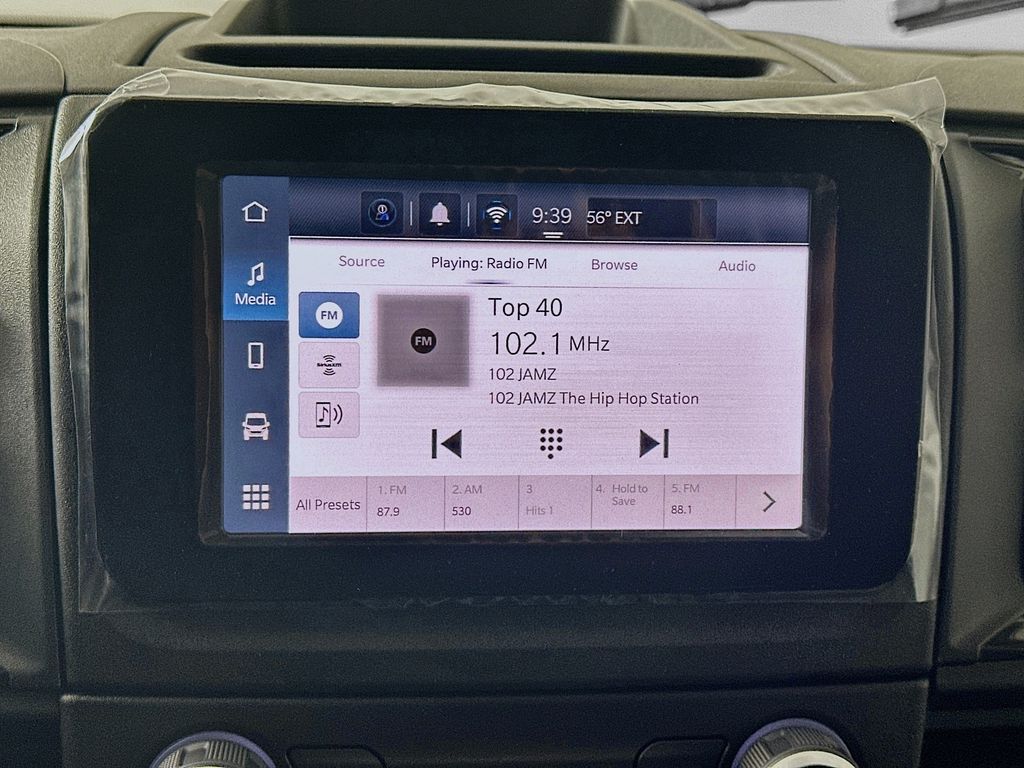 9:39 56° EXT
Source Playing: Radio FM Browse Audio
Media
FM
FM
Top 40
102.1 MHz
SiriusXM
102 JAMZ
102 JAMZ The Hip Hop Station
All Presets
1. FM
87.9
2. AM
530
3
Hits 1
4. Hold to
Save
5. FM
88.1